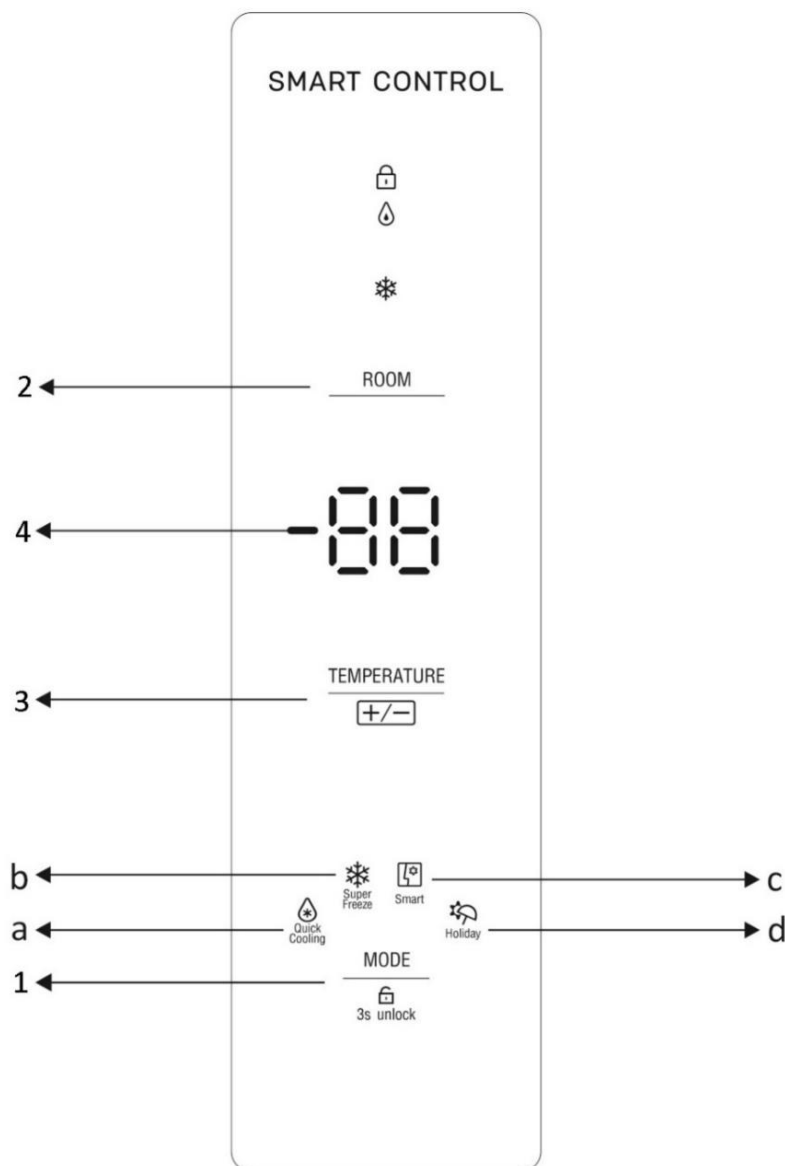 SMART CONTROL
2 ROOM
4 -88
TEMPERATURE
3 +/-
b Super Freeze Smart c
a Quick Cooling Holiday d
MODE
1
3s unlock